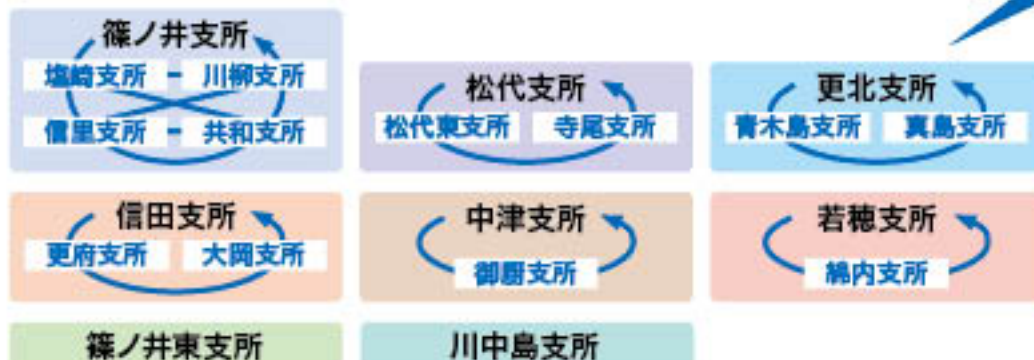 篠ノ井支所
塩崎支所 - 川柳支所
信里支所 - 共和支所
松代支所
松代東支所 寺尾支所
更北支所
青木島支所 真島支所
信田支所
更府支所 大岡支所
中津支所
御厨支所
若穂支所
綿内支所
篠ノ井東支所
川中島支所